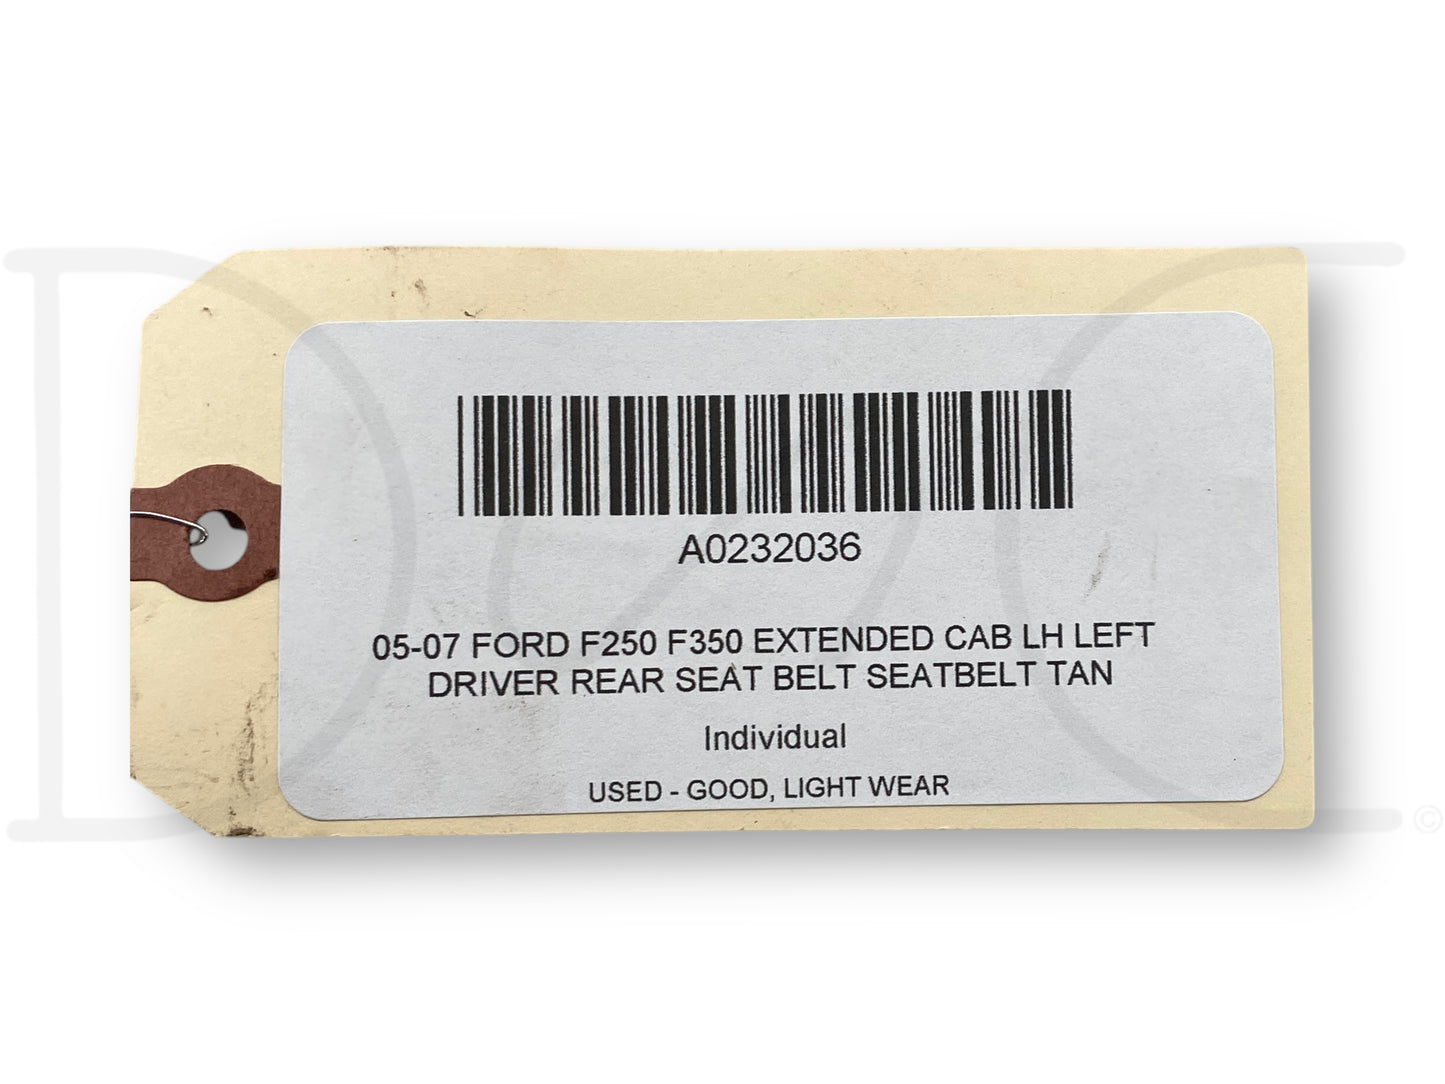 A0232036
05-07 FORD F250 F350 EXTENDED CAB LH LEFT
DRIVER REAR SEAT BELT SEATBELT TAN
Individual
USED - GOOD, LIGHT WEAR
©